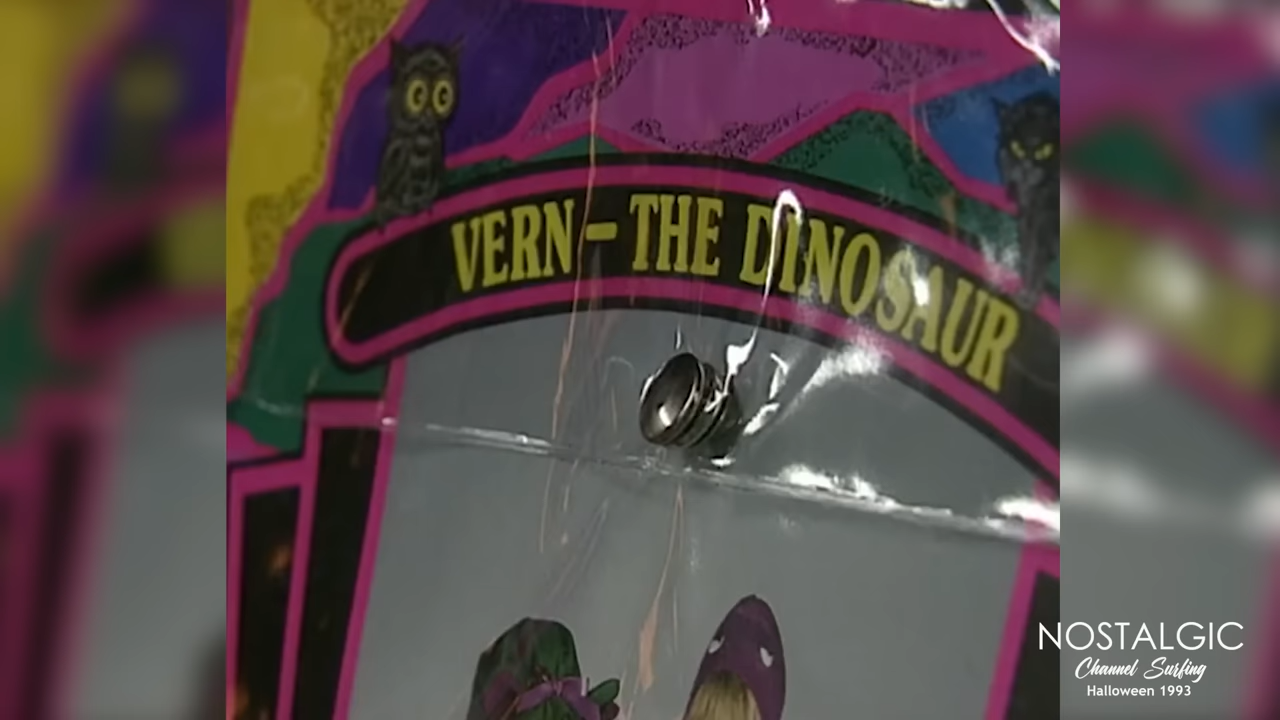 VERN - THE DINOSAUR
NOSTALGIC
Channel Surfing
Halloween 1993